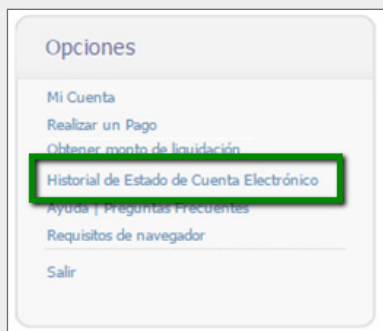 Opciones
Mi Cuenta
Realizar un Pago
Obtener monto de liquidación
Historial de Estado de Cuenta Electrónico
Ayuda | Preguntas Frecuentes
Requisitos de navegador
Salir